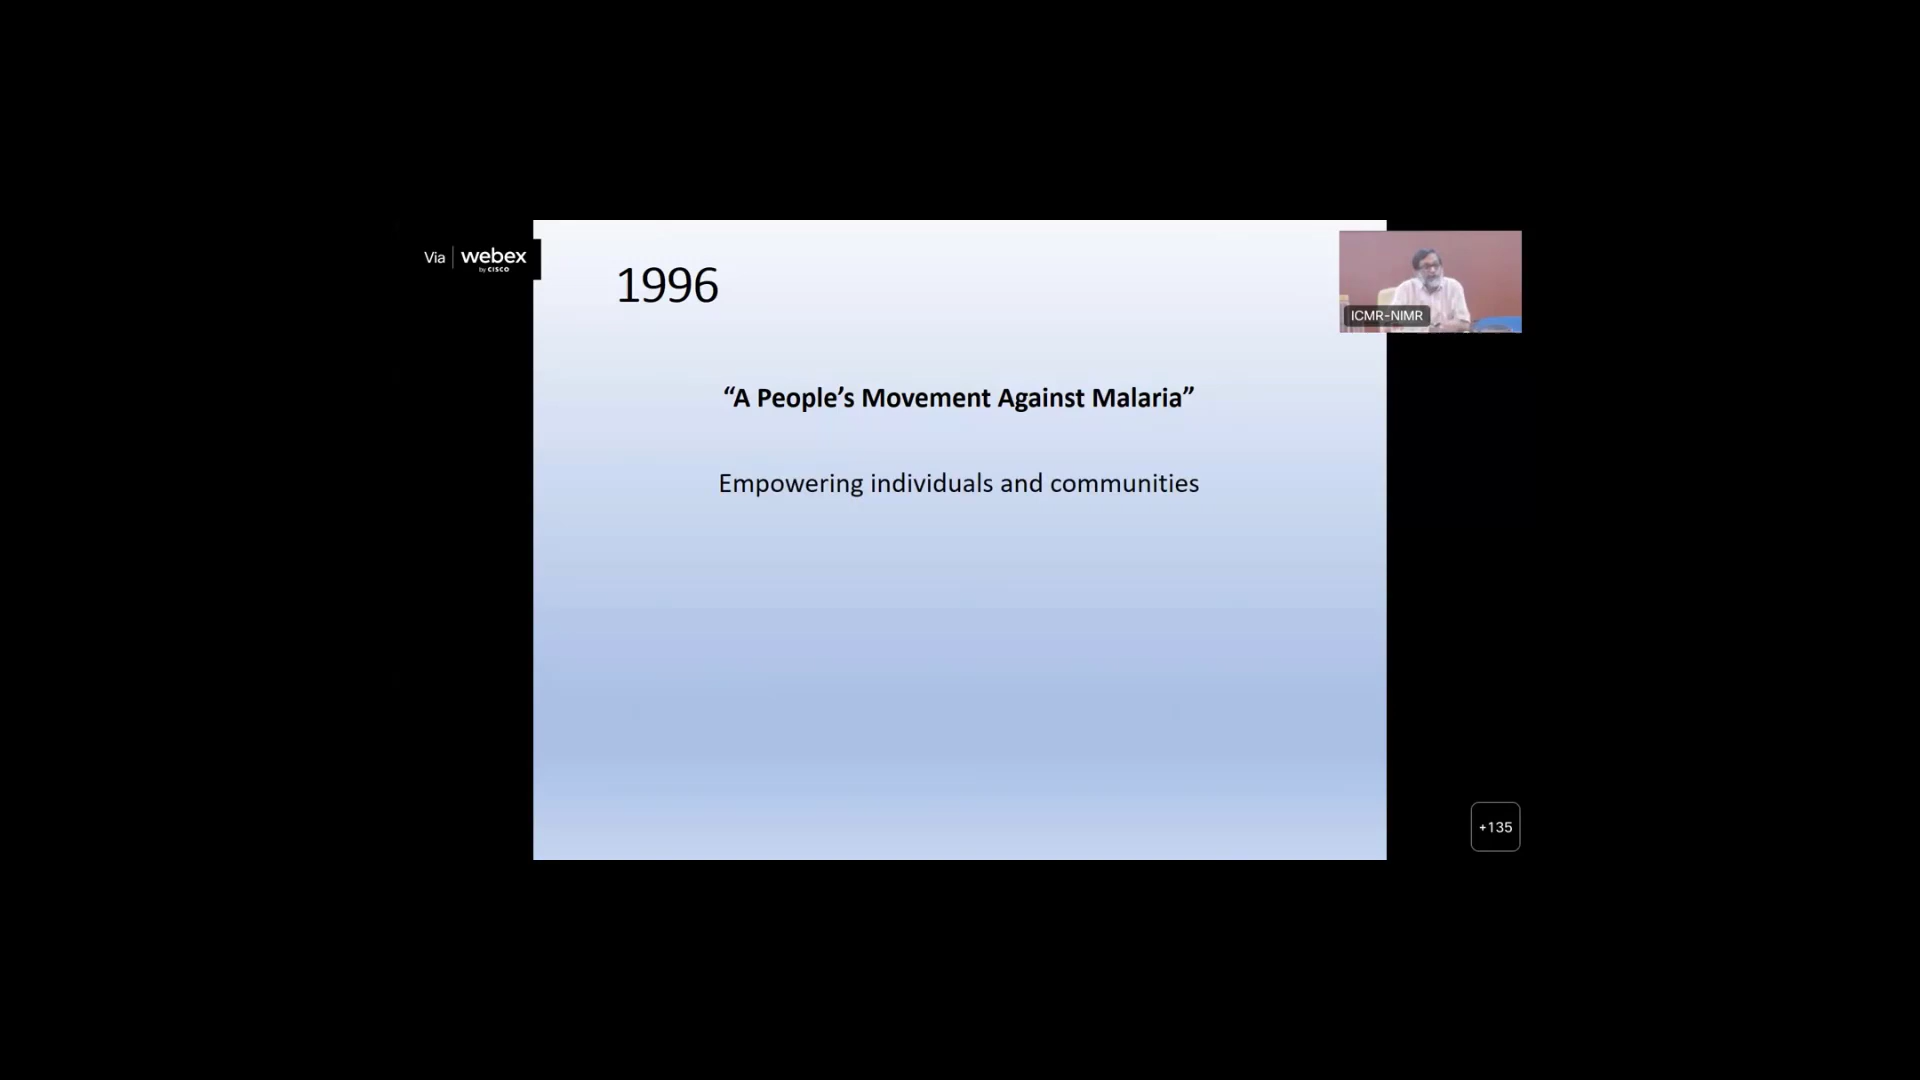 Via webex
by CISCO
1996
ICMR-NIMR
“A People’s Movement Against Malaria”
Empowering individuals and communities
+135